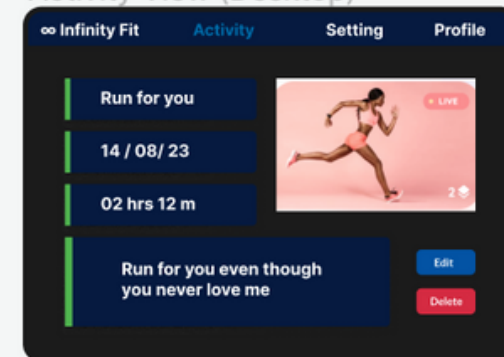 ∞ Infinity Fit Activity Setting Profile
Run for you
LIVE
14 / 08/ 23
02 hrs 12 m
2
Run for you even though
you never love me
Edit
Delete